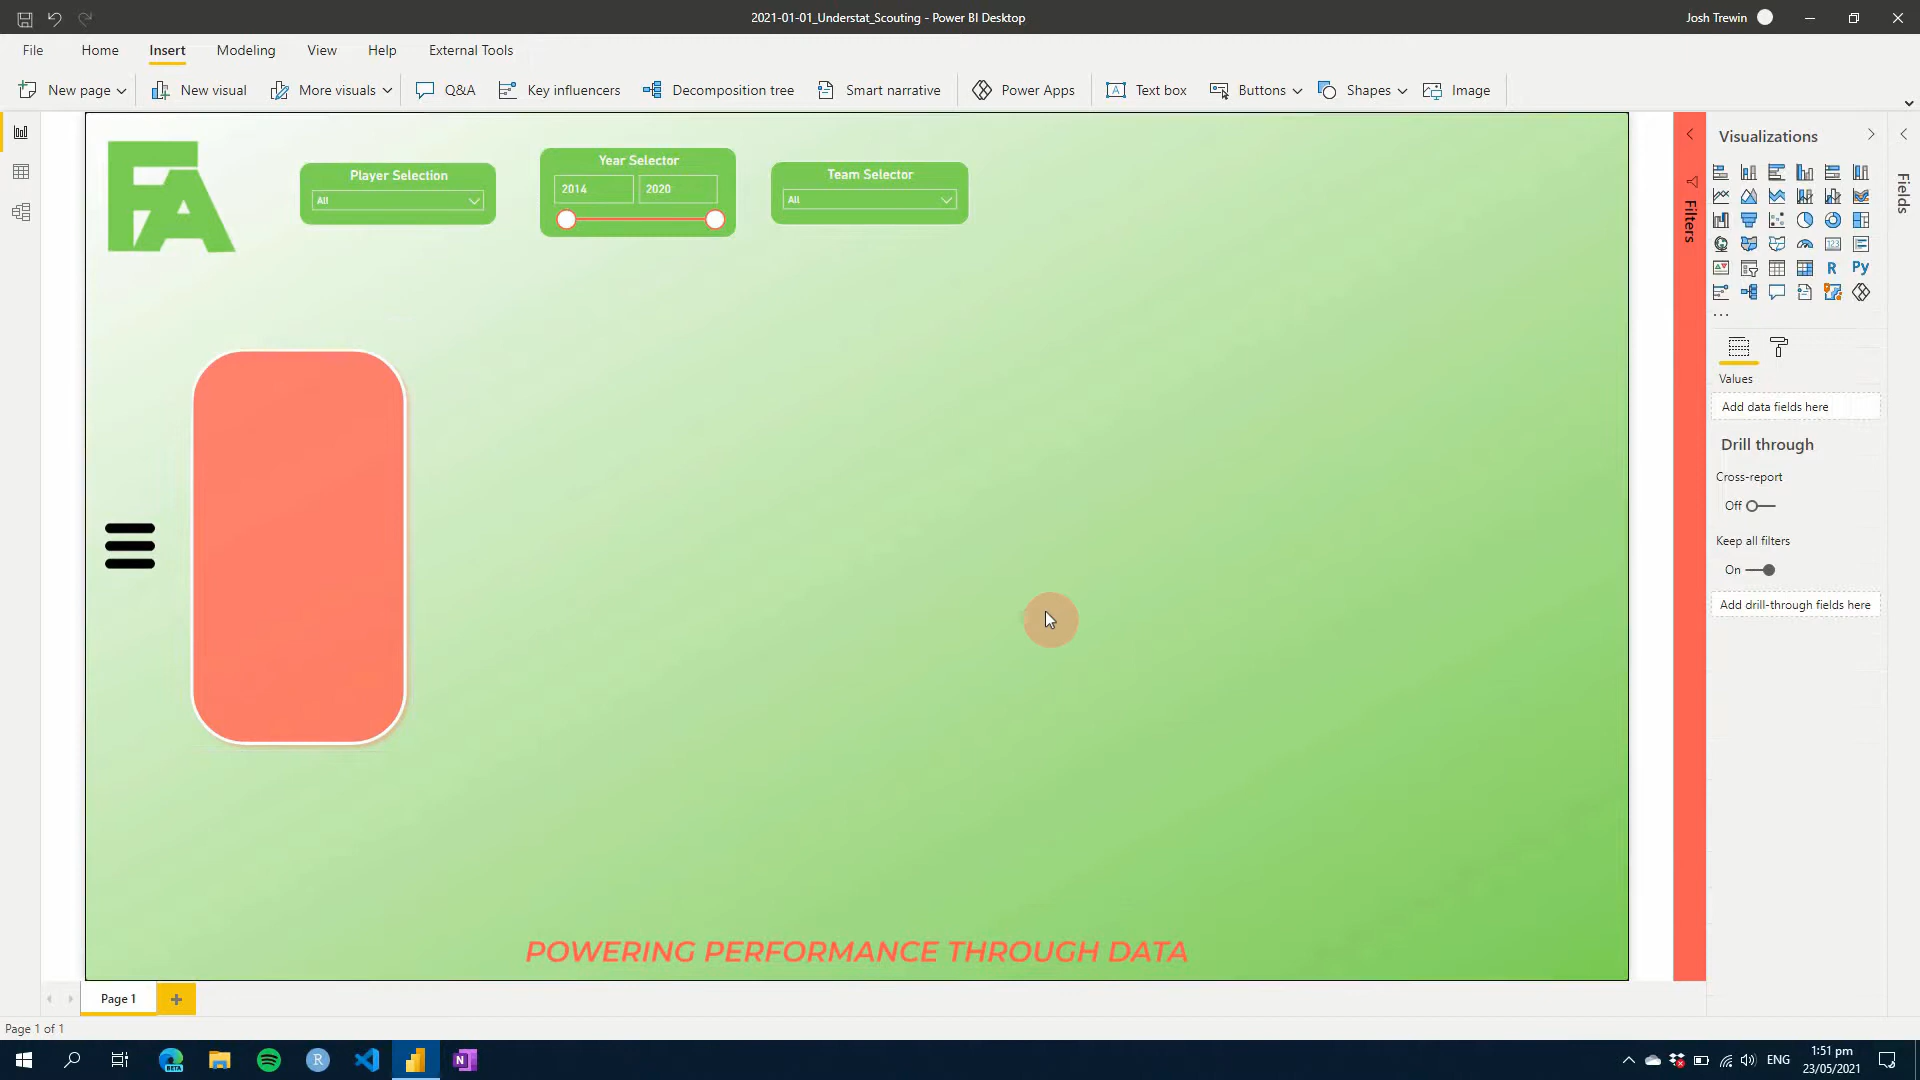 2021-01-01_Understat_Scouting - Power BI Desktop
Josh Trewin
File Home Insert Modeling View Help External Tools
New page New visual More visuals Q&A Key influencers Decomposition tree Smart narrative Power Apps Text box Buttons Shapes Image
FA
Player Selection
All
Year Selector
2014 2020
Team Selector
All
POWERING PERFORMANCE THROUGH DATA
Filters
Visualizations
123
R Py
...
Values
Add data fields here
Drill through
Cross-report
Off
Keep all filters
On
Add drill-through fields here
Fields
Page 1
+
Page 1 of 1
BETA
R
N
ENG
1:51 pm
23/05/2021